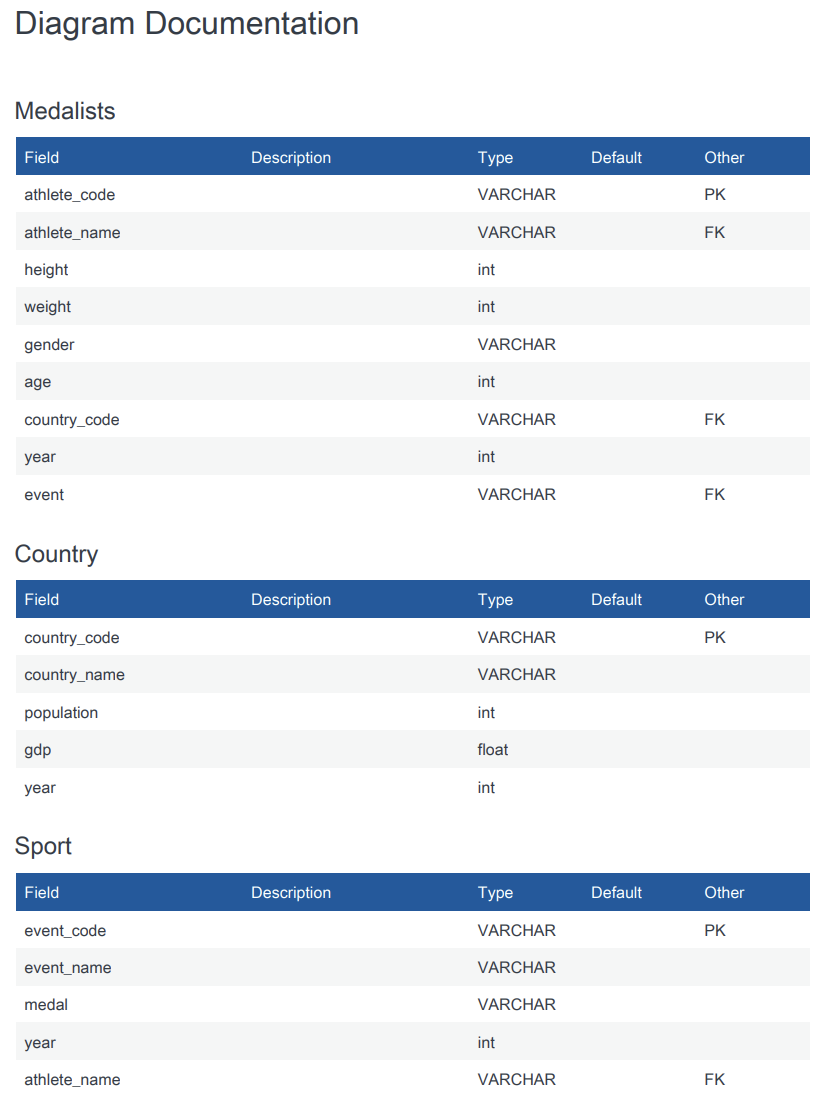 Diagram Documentation
Medalists
Field Description Type Default Other
athlete_code VARCHAR PK
athlete_name VARCHAR FK
height int
weight int
gender VARCHAR
age int
country_code VARCHAR FK
year int
event VARCHAR FK
Country
Field Description Type Default Other
country_code VARCHAR PK
country_name VARCHAR
population int
gdp float
year int
Sport
Field Description Type Default Other
event_code VARCHAR PK
event_name VARCHAR
medal VARCHAR
year int
athlete_name VARCHAR FK